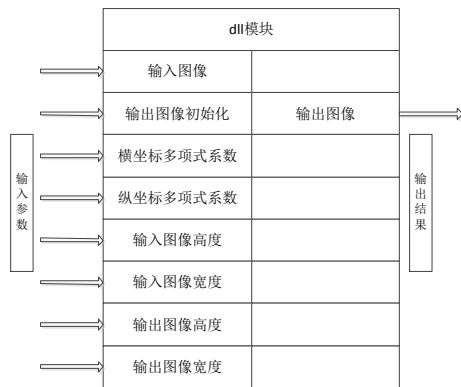 dll模块
输入图像
输出图像初始化
输出图像
横坐标多项式系数
纵坐标多项式系数
输入图像高度
输入图像宽度
输出图像高度
输出图像宽度
输入参数
输出结果